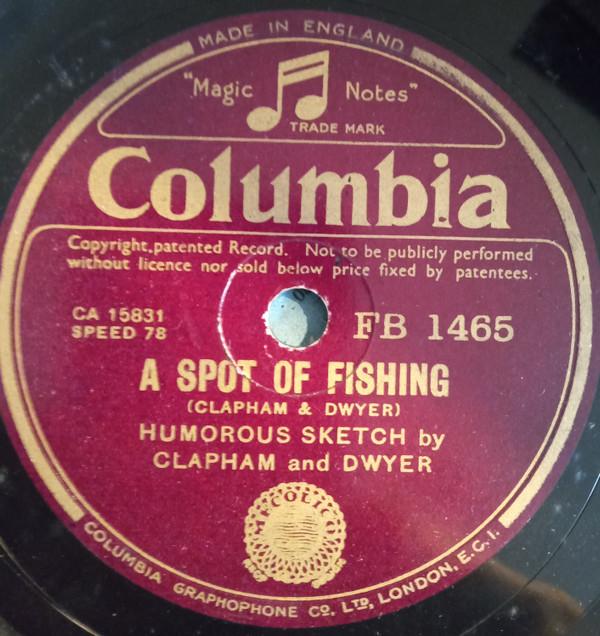 MADE IN ENGLAND
"Magic Notes"
TRADE MARK
Columbia
Copyright, patented Record. Not to be publicly performed
without licence nor sold below price fixed by patentees.
CA 15831
SPEED 78
FB 1465
A SPOT OF FISHING
(CLAPHAM & DWYER)
HUMOROUS SKETCH by
CLAPHAM and DWYER
MECOLICO
COLUMBIA GRAPHOPHONE CO., LTD, LONDON, E.C.1.